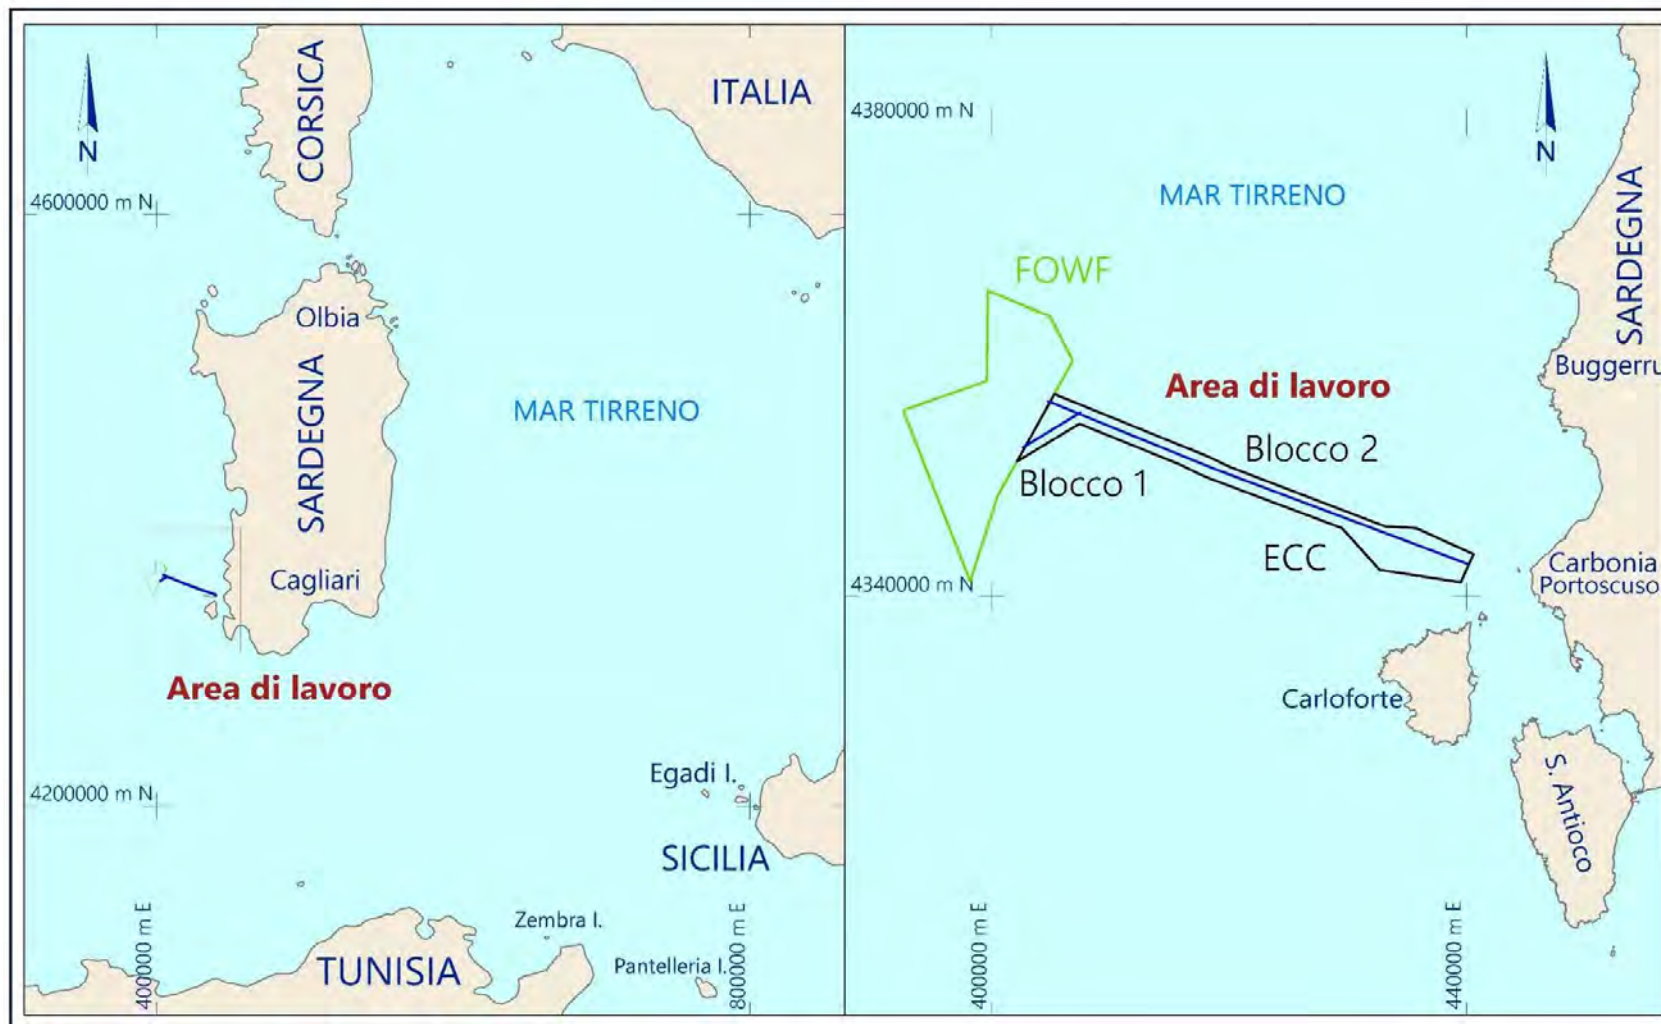 CORSICA
ITALIA
N
4600000 m N
Olbia
SARDEGNA
MAR TIRRENO
Cagliari
Area di lavoro
Egadi I.
4200000 m N
SICILIA
Zembra I.
TUNISIA
Pantelleria I.
400000 m E
800000 m E
4380000 m N
N
MAR TIRRENO
SARDEGNA
FOWF
Buggerru
Area di lavoro
Blocco 2
Blocco 1
ECC
Carbonia
Portoscuso
4340000 m N
Carloforte
S. Antioco
400000 m E
440000 m E